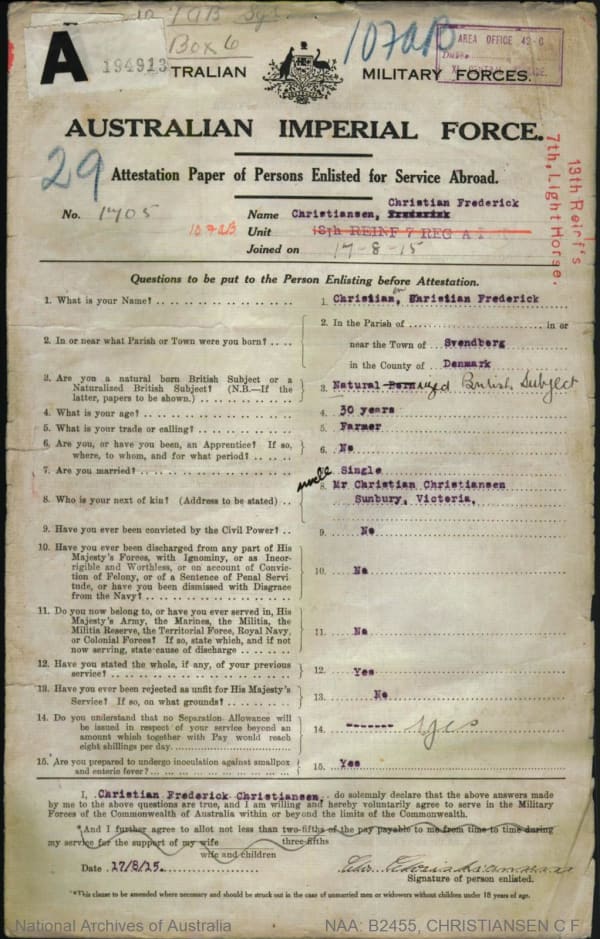 1 AB
Box 6
107aR
A
194913
AREA OFFICE 42-
TRALIAN MILITARY FORCES.
AUSTRALIAN IMPERIAL FORCE.
29
Attestation Paper of Persons Enlisted for Service Abroad.
13th Reinf's
7th, Light Horse.
No. 1705
Name Christiansen, Christian Frederick
Frederick
Unit 18th REINF 7 REG A I
Joined on 17-8-15
Questions to be put to the Person Enlisting before Attestation.
1. What is your Name? 1. Christian, Christian Frederick
2. In or near what Parish or Town were you born? 2. In the Parish of in or
near the Town of Svendberg
in the County of Denmark
3. Are you a natural born British Subject or a
Naturalized British Subject? (N.B.—If the
latter, papers to be shown.) 3. Natural Born British Subject
4. What is your age? 4. 30 years
5. What is your trade or calling? 5. Farmer
6. Are you, or have you been, an Apprentice? If so,
where, to whom, and for what period? 6. No
7. Are you married? 7. Single
8. Who is your next of kin? (Address to be stated) 8. uncle Mr Christian Christiansen
Sunbury, Victoria.
9. Have you ever been convicted by the Civil Power? 9. No
10. Have you ever been discharged from any part of His
Majesty's Forces, with Ignominy, or as Incor-
rigible and Worthless, or on account of Convic-
tion of Felony, or of a Sentence of Penal Servi
tude, or have you been dismissed with Disgrace
from the Navy? 10. No
11. Do you now belong to, or have you ever served in, His
Majesty's Army, the Marines, the Militia, the
Militia Reserve, the Territorial Force, Royal Navy,
or Colonial Forces? If so, state which, and if not
now serving, state cause of discharge 11. No
12. Have you stated the whole, if any, of your previous
service? 12. Yes
13. Have you ever been rejected as unfit for His Majesty's
Service? If so, on what grounds? 13. No
14. Do you understand that no Separation Allowance will
be issued in respect of your service beyond an
amount which together with Pay would reach
eight shillings per day. 14. ------- yes
15. Are you prepared to undergo inoculation against smallpox
and enteric fever? 15. Yes
I, Christian Frederick Christiansen, do solemnly declare that the above answers made
by me to the above questions are true, and I am willing and hereby voluntarily agree to serve in the Military
Forces of the Commonwealth of Australia within or beyond the limits of the Commonwealth.
*And I further agree to allot not less than two-fifths of the pay payable to me from time to time during
three-fifths
my service for the support of my wife
wife and children
Date 17/8/15.
Signature of person enlisted.
*This clause to be amended where necessary and should be struck out in the case of unmarried men or widowers without children under 18 years of age.
National Archives of Australia NAA: B2455, CHRISTIANSEN C F